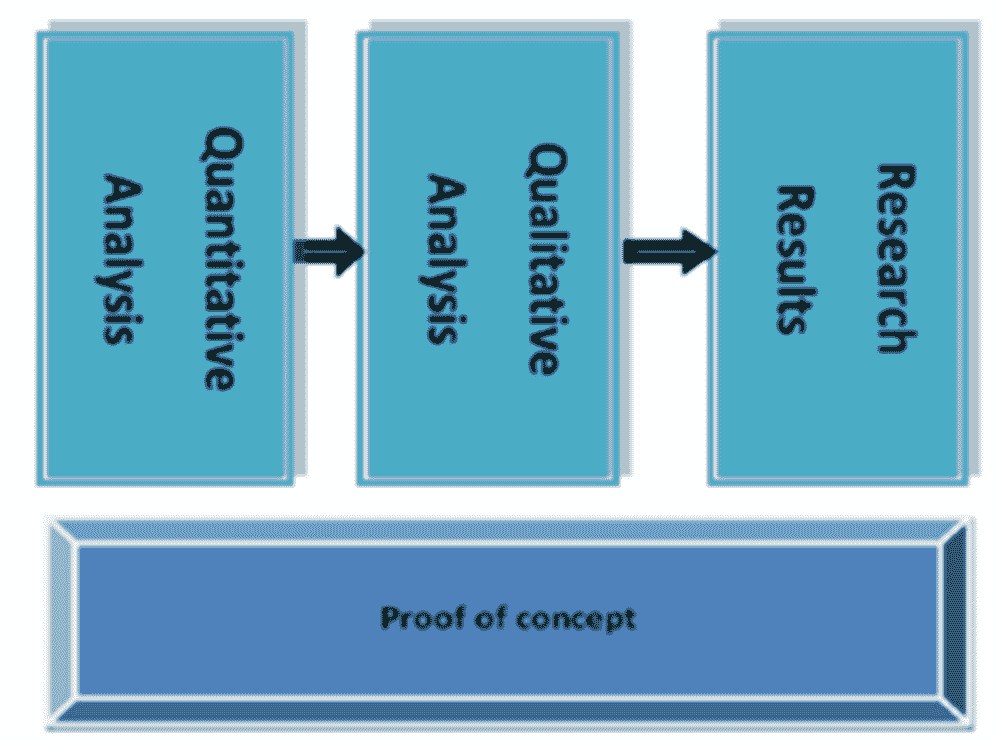 Quantitative
Analysis
Qualitative
Analysis
Research
Results
Proof of concept